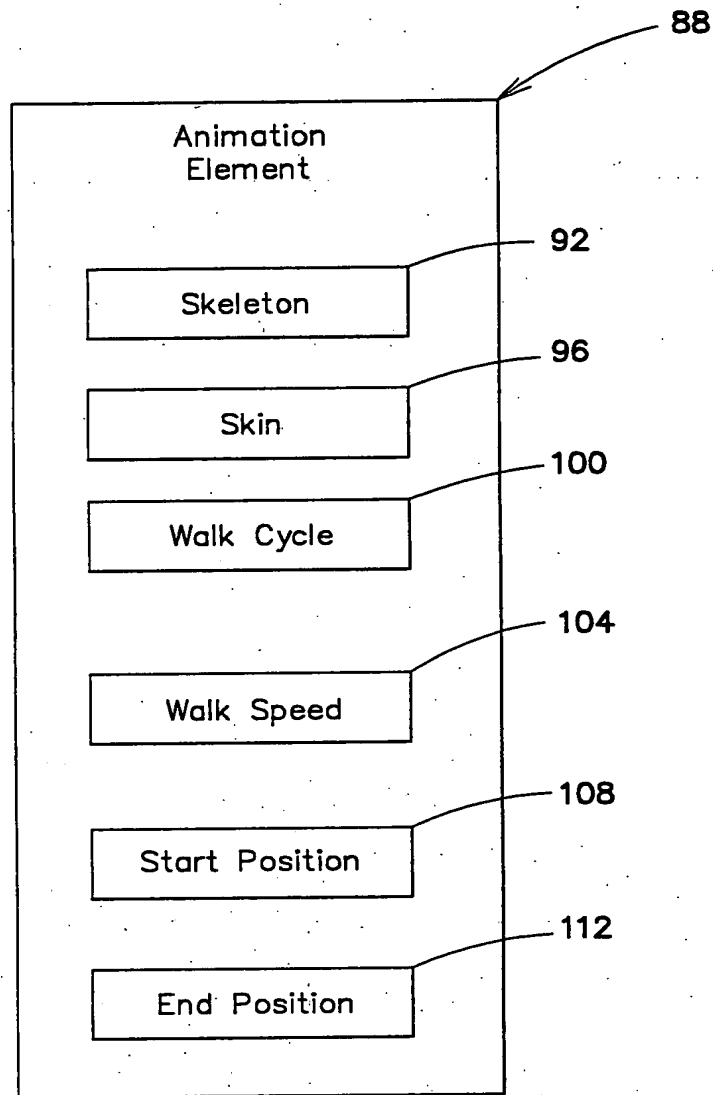 88
Animation
Element
92
Skeleton
96
Skin
100
Walk Cycle
104
Walk Speed
108
Start Position
112
End Position